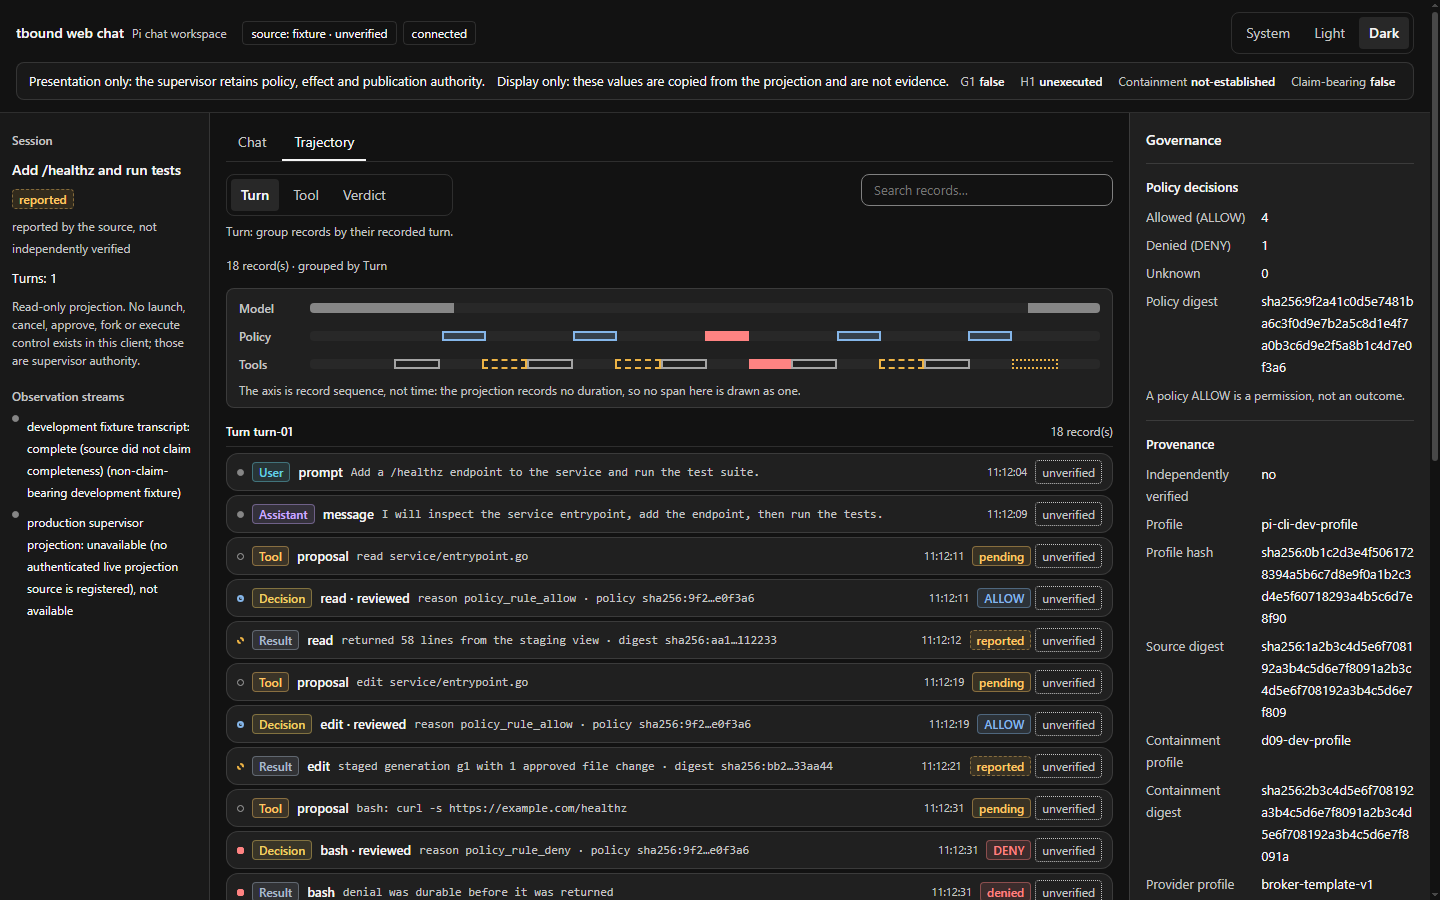 tbound web chat Pi chat workspace source: fixture · unverified connected
System Light Dark
Presentation only: the supervisor retains policy, effect and publication authority. Display only: these values are copied from the projection and are not evidence. G1 false H1 unexecuted Containment not-established Claim-bearing false
Session
Add /healthz and run tests
reported
reported by the source, not
independently verified
Turns: 1
Read-only projection. No launch,
cancel, approve, fork or execute
control exists in this client; those
are supervisor authority.
Observation streams
development fixture transcript:
complete (source did not claim
completeness) (non-claim-
bearing development fixture)
production supervisor
projection: unavailable (no
authenticated live projection
source is registered), not
available
Chat Trajectory
Turn Tool Verdict
Search records...
Turn: group records by their recorded turn.
18 record(s) · grouped by Turn
Model
Policy
Tools
The axis is record sequence, not time: the projection records no duration, so no span here is drawn as one.
Turn turn-01 18 record(s)
User prompt Add a /healthz endpoint to the service and run the test suite. 11:12:04 unverified
Assistant message I will inspect the service entrypoint, add the endpoint, then run the tests. 11:12:09 unverified
Tool proposal read service/entrypoint.go 11:12:11 pending unverified
Decision read · reviewed reason policy_rule_allow · policy sha256:9f2…e0f3a6 11:12:11 ALLOW unverified
Result read returned 58 lines from the staging view · digest sha256:aa1…112233 11:12:12 reported unverified
Tool proposal edit service/entrypoint.go 11:12:19 pending unverified
Decision edit · reviewed reason policy_rule_allow · policy sha256:9f2…e0f3a6 11:12:19 ALLOW unverified
Result edit staged generation g1 with 1 approved file change · digest sha256:bb2…33aa44 11:12:21 reported unverified
Tool proposal bash: curl -s https://example.com/healthz 11:12:31 pending unverified
Decision bash · reviewed reason policy_rule_deny · policy sha256:9f2…e0f3a6 11:12:31 DENY unverified
Result bash denial was durable before it was returned 11:12:31 denied unverified
Governance
Policy decisions
Allowed (ALLOW) 4
Denied (DENY) 1
Unknown 0
Policy digest sha256:9f2a41c0d5e7481b
a6c3f0d9e7b2a5c8d1e4f7
a0b3c6d9e2f5a8b1c4d7e0
f3a6
A policy ALLOW is a permission, not an outcome.
Provenance
Independently verified no
Profile pi-cli-dev-profile
Profile hash sha256:0b1c2d3e4f506172
8394a5b6c7d8e9f0a1b2c3
d4e5f60718293a4b5c6d7e
8f90
Source digest sha256:1a2b3c4d5e6f7081
92a3b4c5d6e7f8091a2b3c
4d5e6f708192a3b4c5d6e7
f809
Containment profile d09-dev-profile
Containment digest sha256:2b3c4d5e6f708192
a3b4c5d6e7f8091a2b3c4d
5e6f708192a3b4c5d6e7f8
091a
Provider profile broker-template-v1